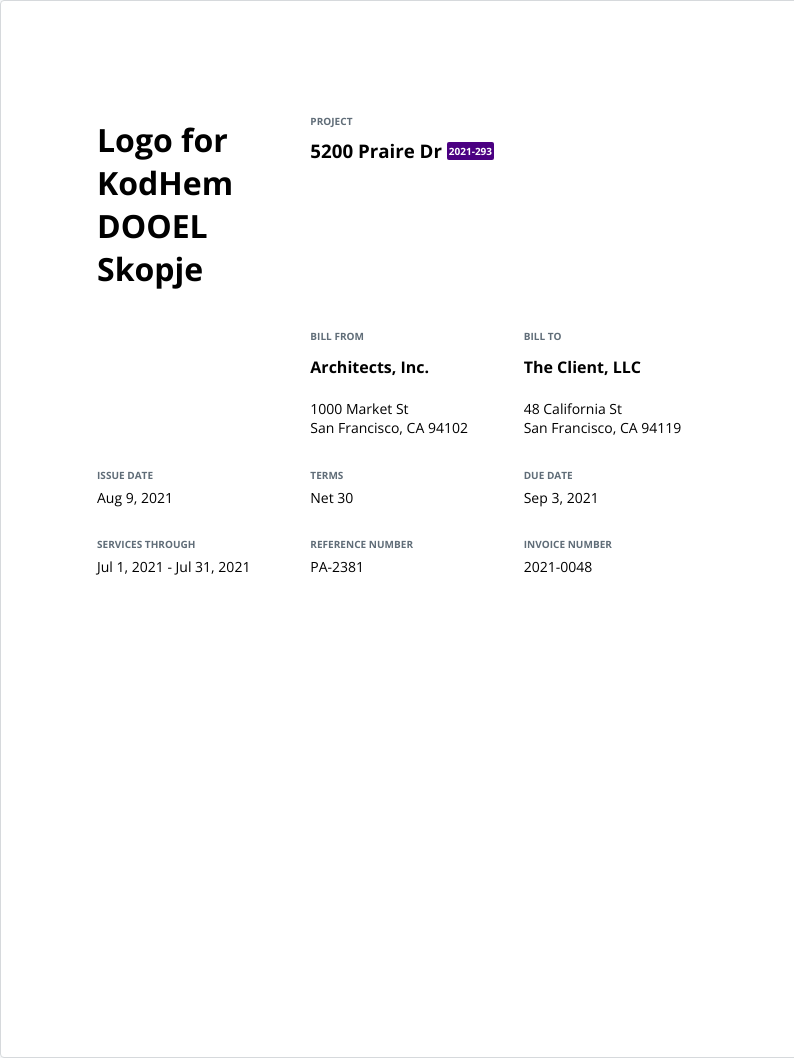 Logo for
KodHem
DOOEL
Skopje
PROJECT
5200 Praire Dr 2021-293
BILL FROM
Architects, Inc.
1000 Market St
San Francisco, CA 94102
BILL TO
The Client, LLC
48 California St
San Francisco, CA 94119
ISSUE DATE
Aug 9, 2021
TERMS
Net 30
DUE DATE
Sep 3, 2021
SERVICES THROUGH
Jul 1, 2021 - Jul 31, 2021
REFERENCE NUMBER
PA-2381
INVOICE NUMBER
2021-0048